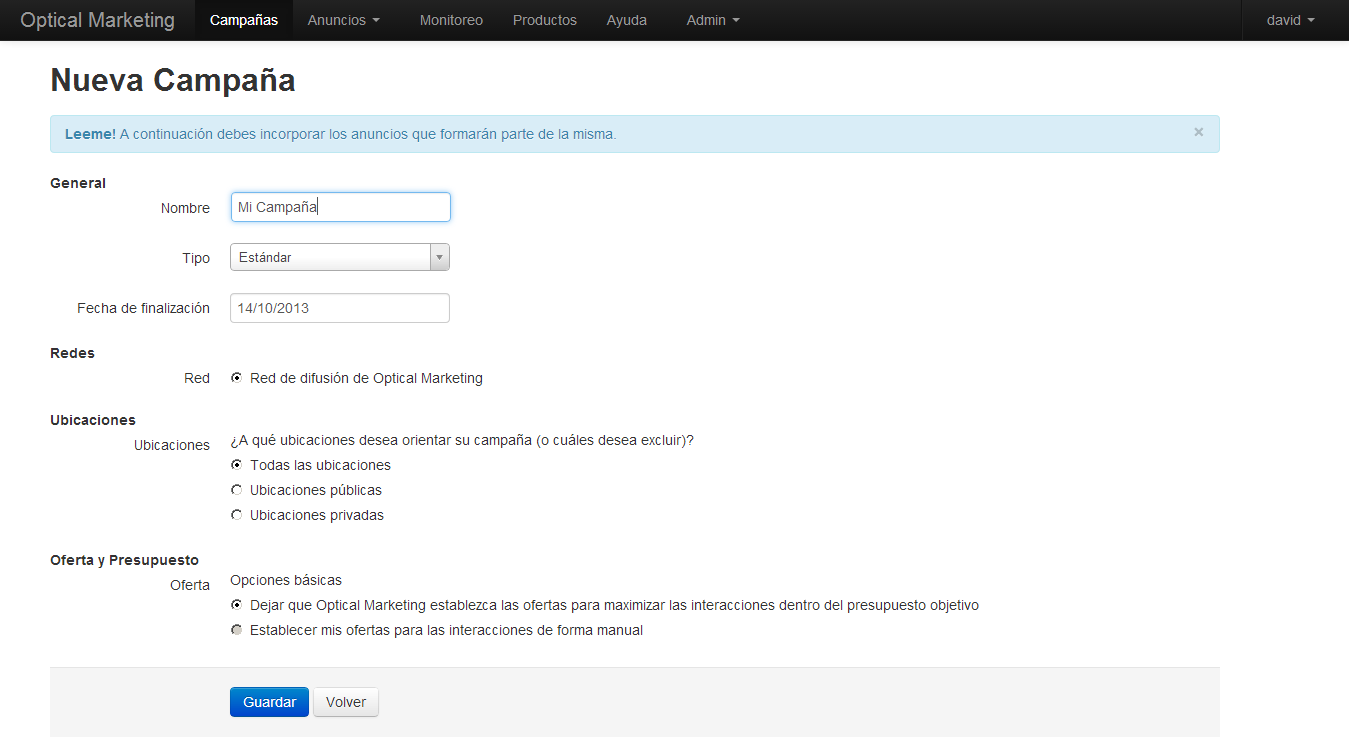 Optical Marketing Campañas Anuncios Monitoreo Productos Ayuda Admin david
Nueva Campaña
Leeme! A continuación debes incorporar los anuncios que formarán parte de la misma. ×
General
Nombre Mi Campaña
Tipo Estándar
Fecha de finalización 14/10/2013
Redes
Red Red de difusión de Optical Marketing
Ubicaciones
Ubicaciones ¿A qué ubicaciones desea orientar su campaña (o cuáles desea excluir)?
Todas las ubicaciones
Ubicaciones públicas
Ubicaciones privadas
Oferta y Presupuesto
Oferta Opciones básicas
Dejar que Optical Marketing establezca las ofertas para maximizar las interacciones dentro del presupuesto objetivo
Establecer mis ofertas para las interacciones de forma manual
Guardar Volver